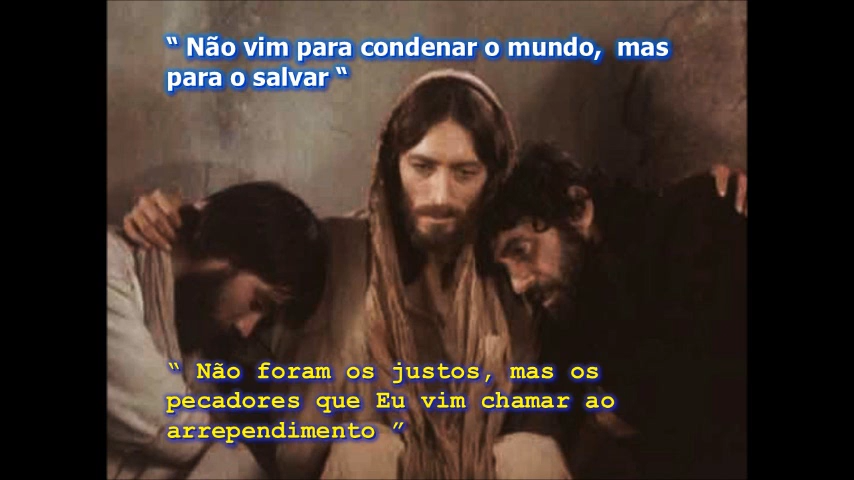 “ Não vim para condenar o mundo,  mas
para o salvar “
“ Não foram os justos, mas os
pecadores que Eu vim chamar ao
arrependimento ”